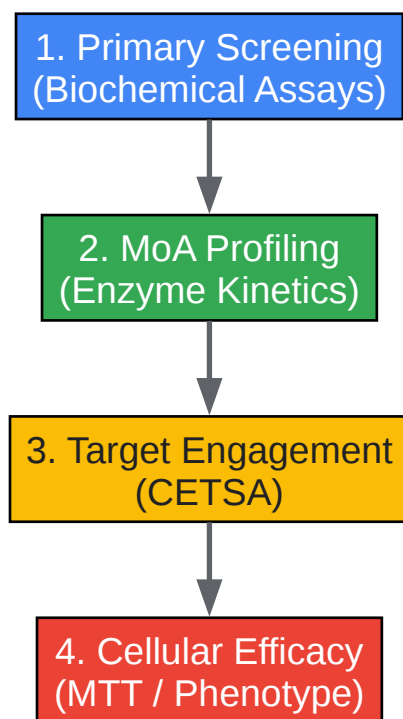 1. Primary Screening
(Biochemical Assays)
2. MoA Profiling
(Enzyme Kinetics)
3. Target Engagement
(CETSA)
4. Cellular Efficacy
(MTT / Phenotype)